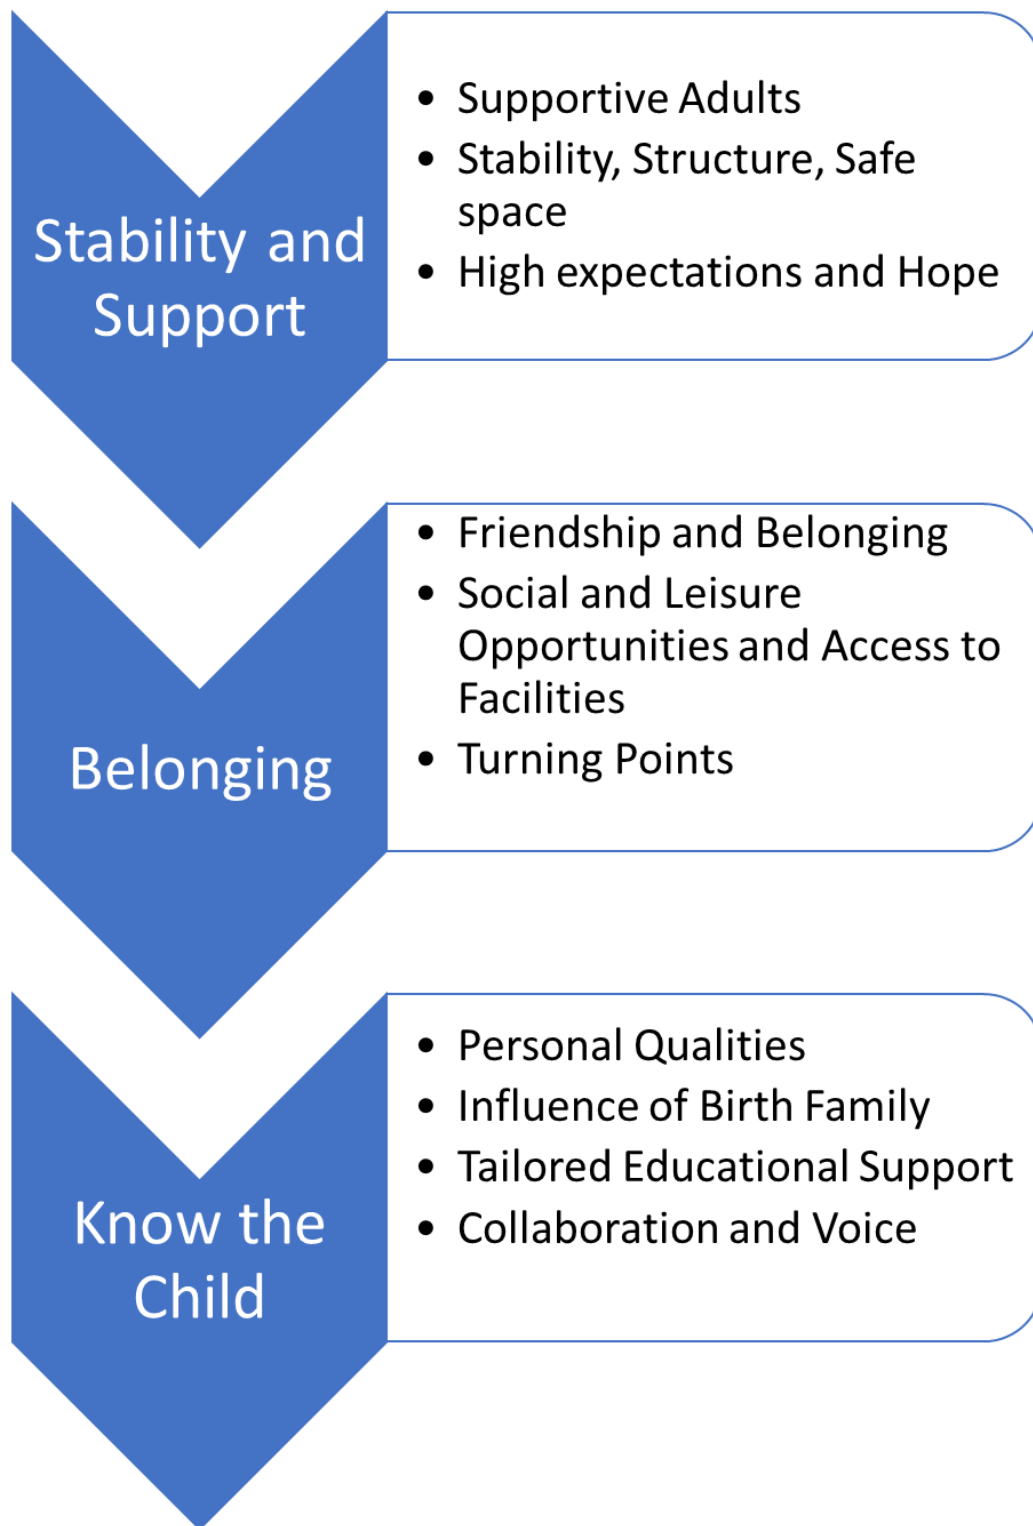 Stability and
Support
• Supportive Adults
• Stability, Structure, Safe
space
• High expectations and Hope
Belonging
• Friendship and Belonging
• Social and Leisure
Opportunities and Access to
Facilities
• Turning Points
Know the
Child
• Personal Qualities
• Influence of Birth Family
• Tailored Educational Support
• Collaboration and Voice